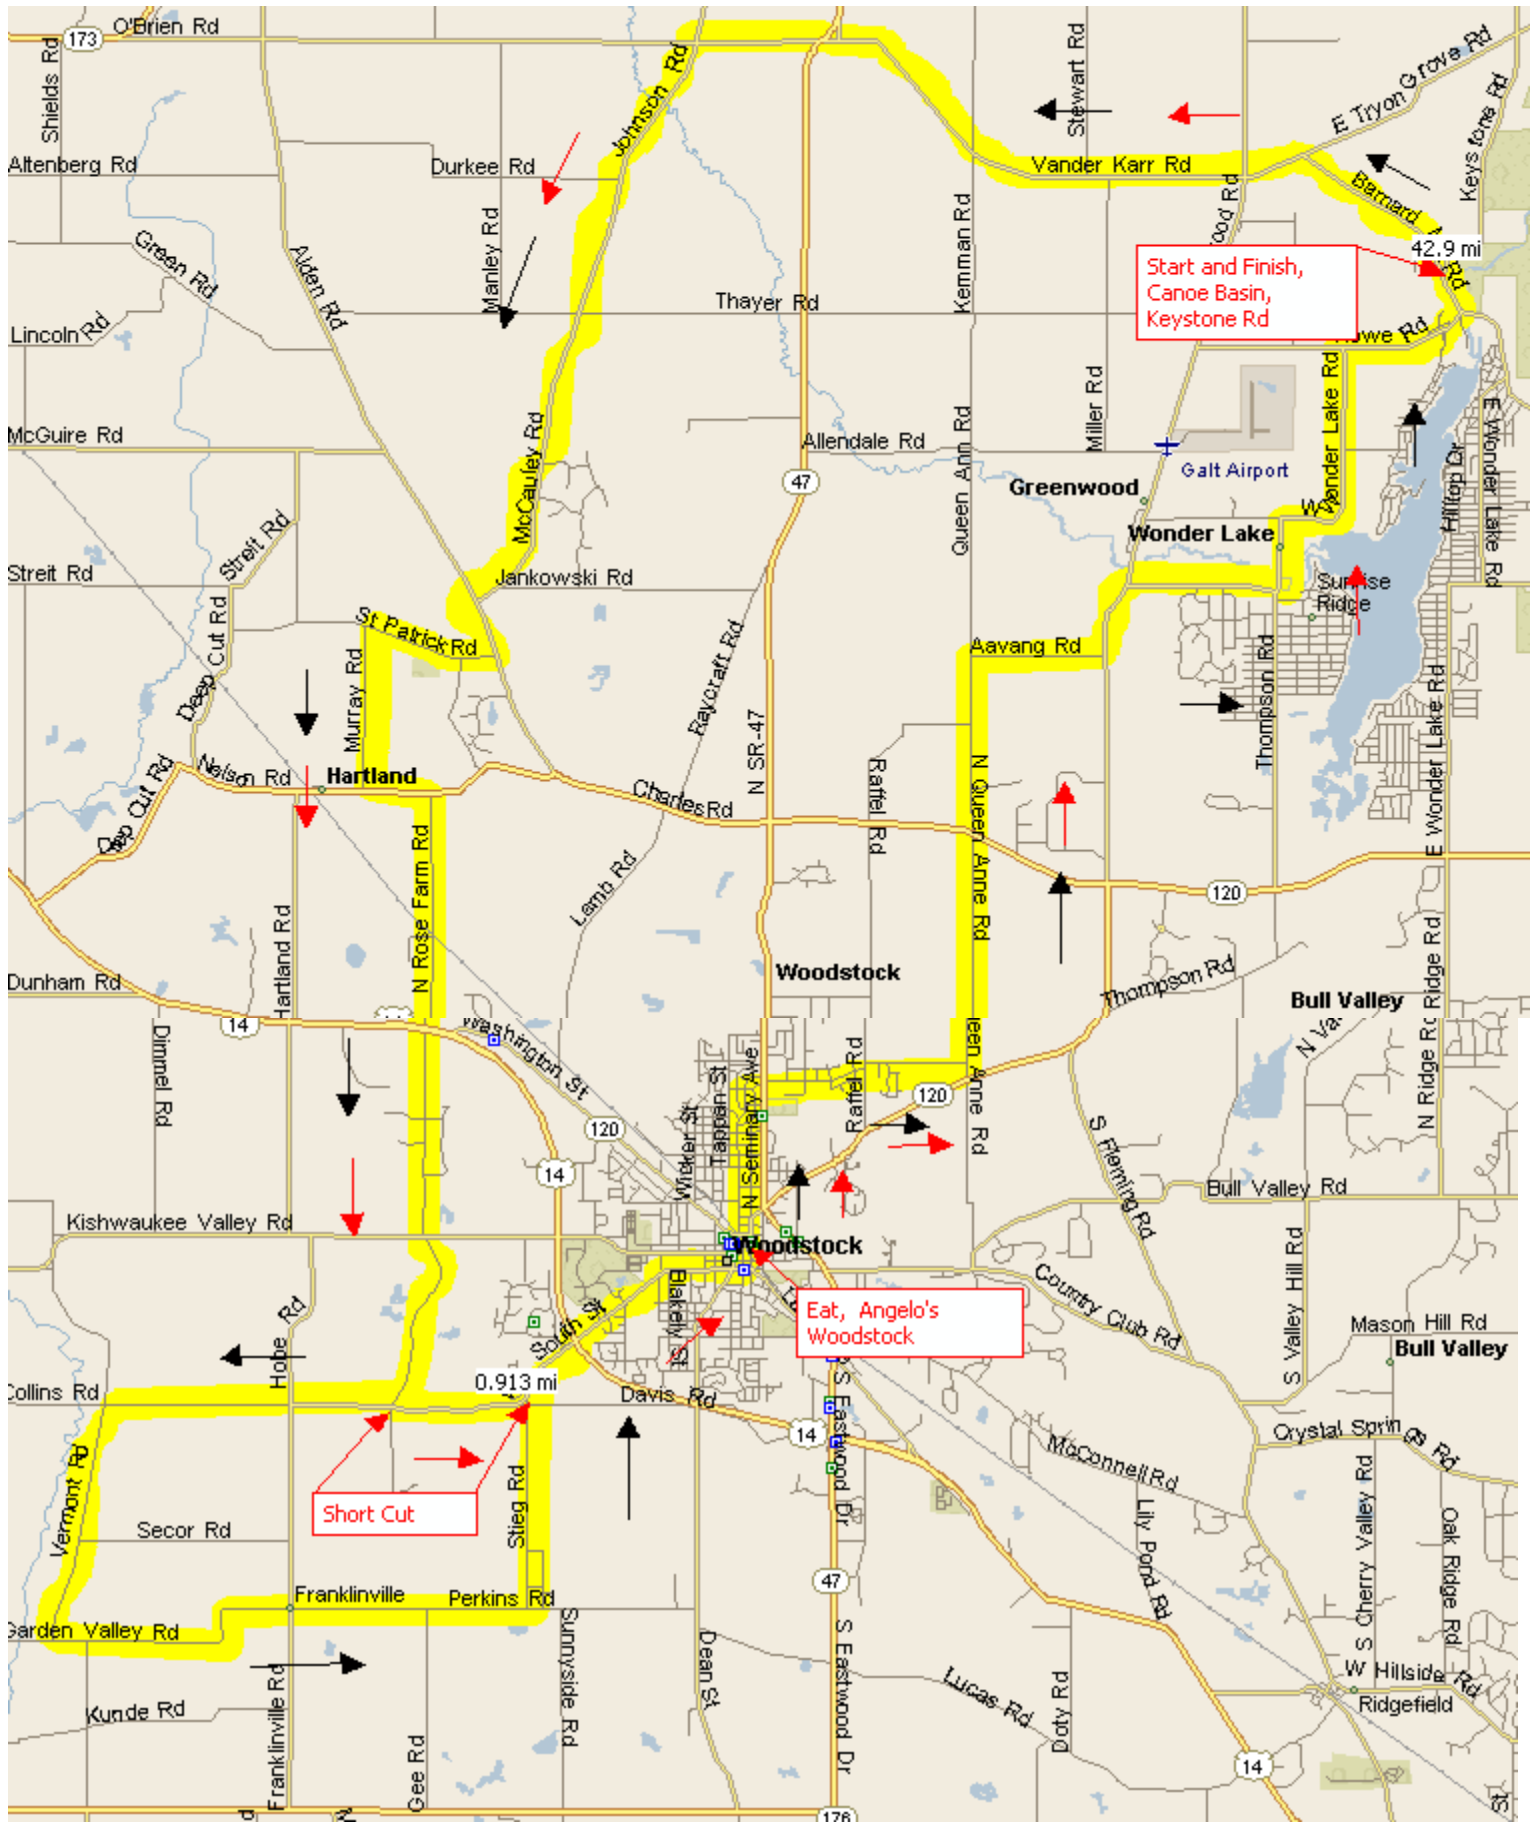 O'Brien Rd
173
Shields Rd
Johnson Rd
Stewart Rd
E Tryon Grove Rd
Keystone Rd
Altenberg Rd
Durkee Rd
Vander Karr Rd
Barnard
Rd
42.9 mi
Start and Finish,
Canoe Basin,
Keystone Rd
Green Rd
Alden Rd
Manley Rd
Kemman Rd
Thayer Rd
Lincoln Rd
Miller Rd
Wonder Lake Rd
McGuire Rd
McCauley Rd
Allendale Rd
Queen Ann Rd
Galt Airport
E Wonder Lake Rd
Hilltop Dr
47
Greenwood
Wonder Lake
Streit Rd
Streit Rd
Jankowski Rd
Sunrise
Ridge
Deep Cut Rd
St Patrick Rd
Murray Rd
Raycraft Rd
Aavang Rd
Thompson Rd
E Wonder Lake Rd
N SR-47
Nelson Rd
Hartland
Charles Rd
Raffel Rd
N Queen Anne Rd
Lamb Rd
N Rose Farm Rd
120
Hartland Rd
Woodstock
Thompson Rd
Bull Valley
N Ridge Rd
Dunham Rd
14
Washington St
Dimmel Rd
Tappan St
N Seminary Ave
Raffel Rd
120
120
Wicker St
14
S Fleming Rd
N Ridge Rd
Bull Valley Rd
Kishwaukee Valley Rd
Woodstock
Eat, Angelo's
Woodstock
Country Club Rd
S Valley Hill Rd
Mason Hill Rd
Bull Valley
Hobe Rd
South St
Blakely St
0.913 mi
Collins Rd
Davis Rd
14
S Eastwood Dr
Crystal Springs Rd
McConnell Rd
Short Cut
Vermont Rd
Stieg Rd
Secor Rd
Lily Pond Rd
S Cherry Valley Rd
Oak Ridge Rd
Franklinville
Perkins Rd
47
Garden Valley Rd
Sunnyside Rd
Dean St
S Eastwood Dr
Lucas Rd
Doty Rd
W Hillside Rd
Ridgefield
Kunde Rd
Franklinville Rd
Gee Rd
14
176
St